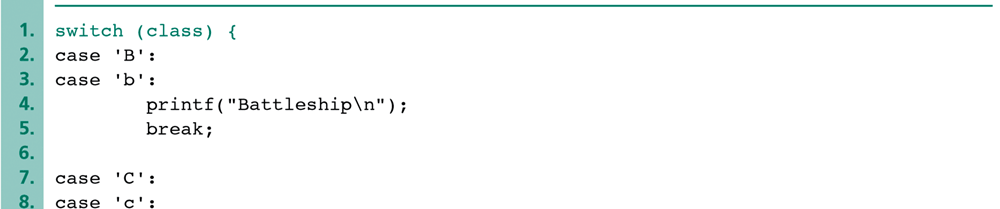 1. switch (class) {
2. case 'B':
3. case 'b':
4. printf("Battleship\n");
5. break;
6.
7. case 'C':
8. case 'c':